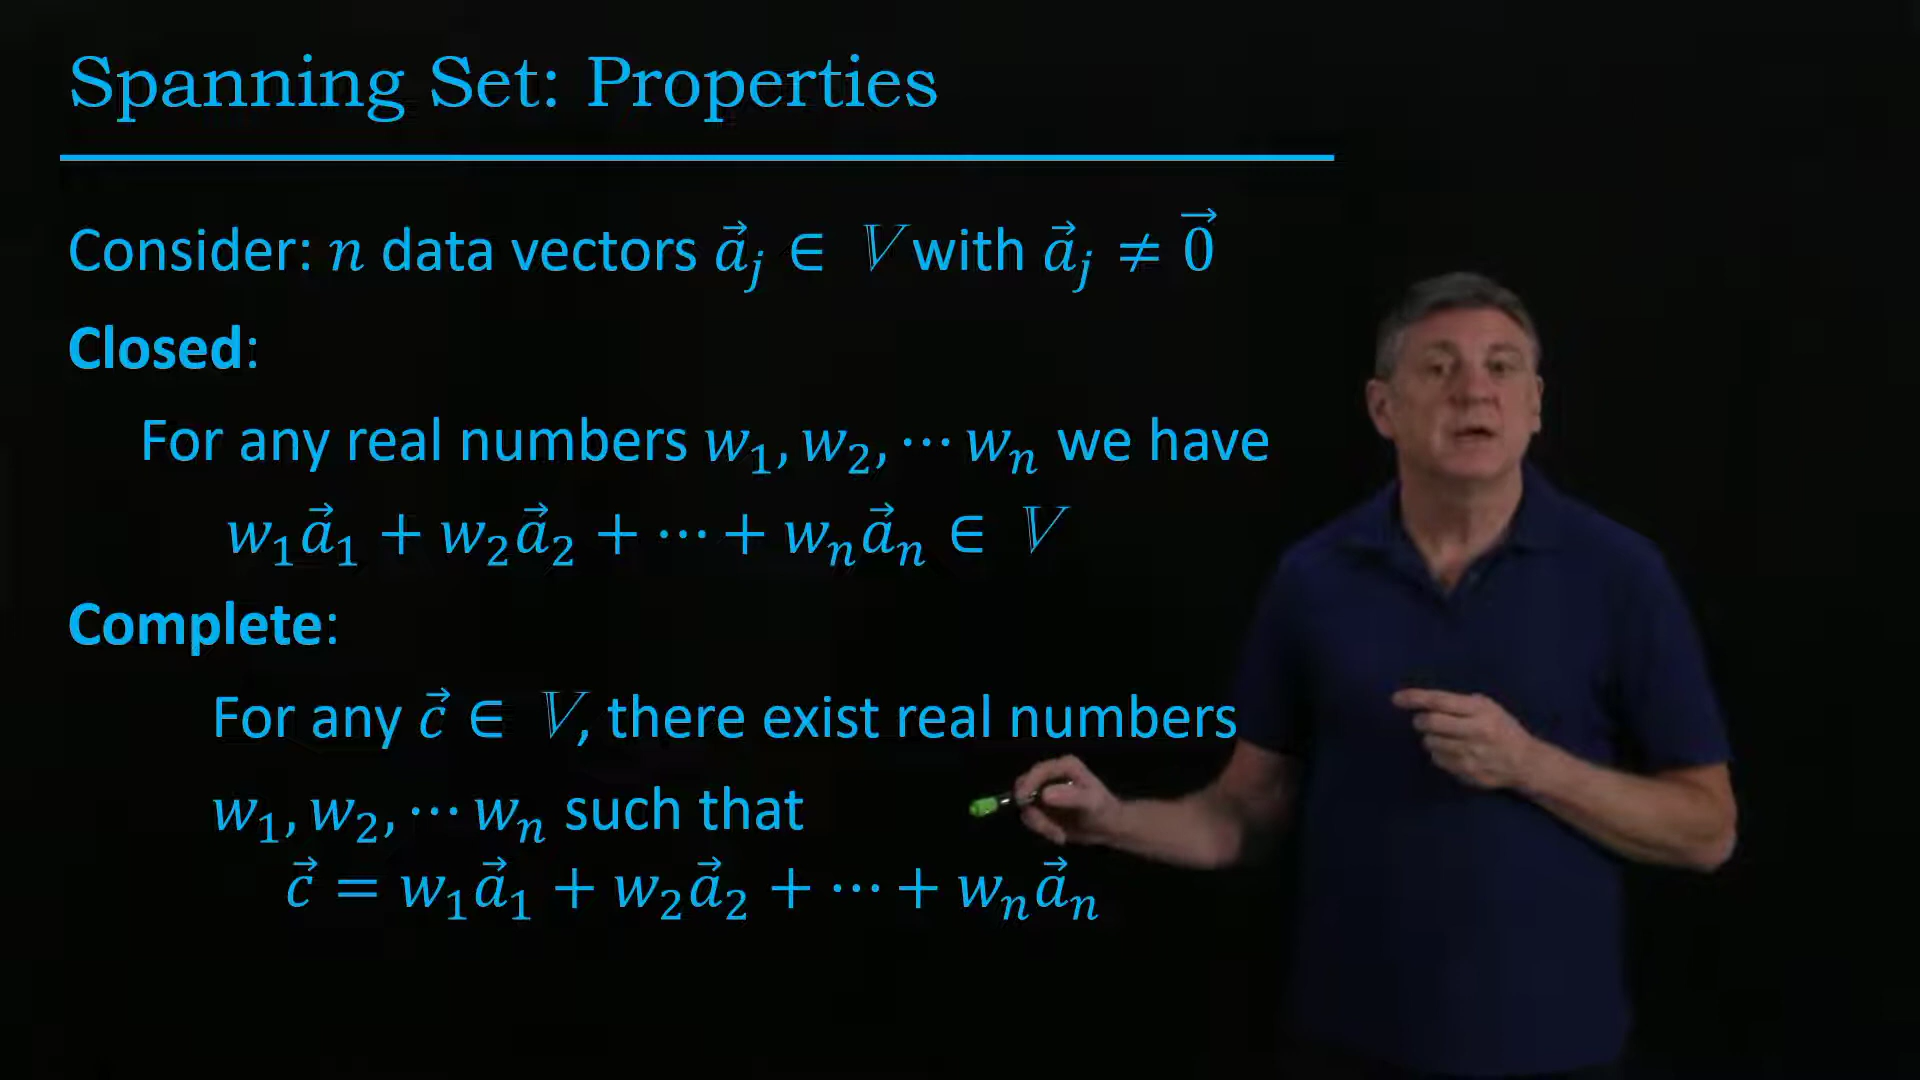 Spanning Set: Properties
Consider: n data vectors a⃗ⱼ ∈ 𝕍 with a⃗ⱼ ≠ 0⃗
Closed:
For any real numbers w₁, w₂, ⋯ wₙ we have
w₁a⃗₁ + w₂a⃗₂ + ⋯ + wₙa⃗ₙ ∈ 𝕍
Complete:
For any c⃗ ∈ 𝕍, there exist real numbers
w₁, w₂, ⋯ wₙ such that
c⃗ = w₁a⃗₁ + w₂a⃗₂ + ⋯ + wₙa⃗ₙ